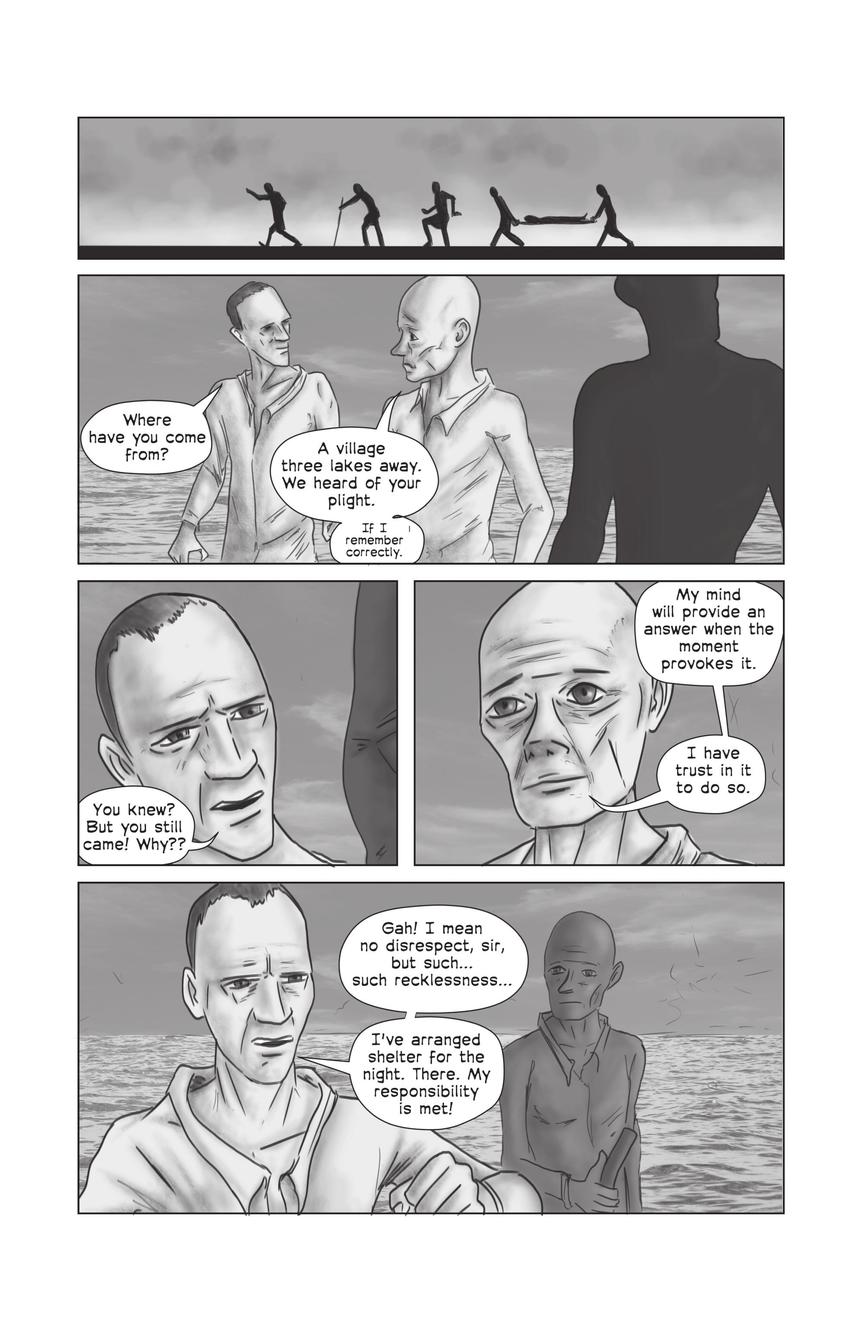 Where
have you come
from?
A village
three lakes away.
We heard of your
plight.
If I
remember
correctly.
You knew?
But you still
came! Why??
My mind
will provide an
answer when the
moment
provokes it.
I have
trust in it
to do so.
Gah! I mean
no disrespect, sir,
but such...
such recklessness...
I've arranged
shelter for the
night. There. My
responsibility
is met!